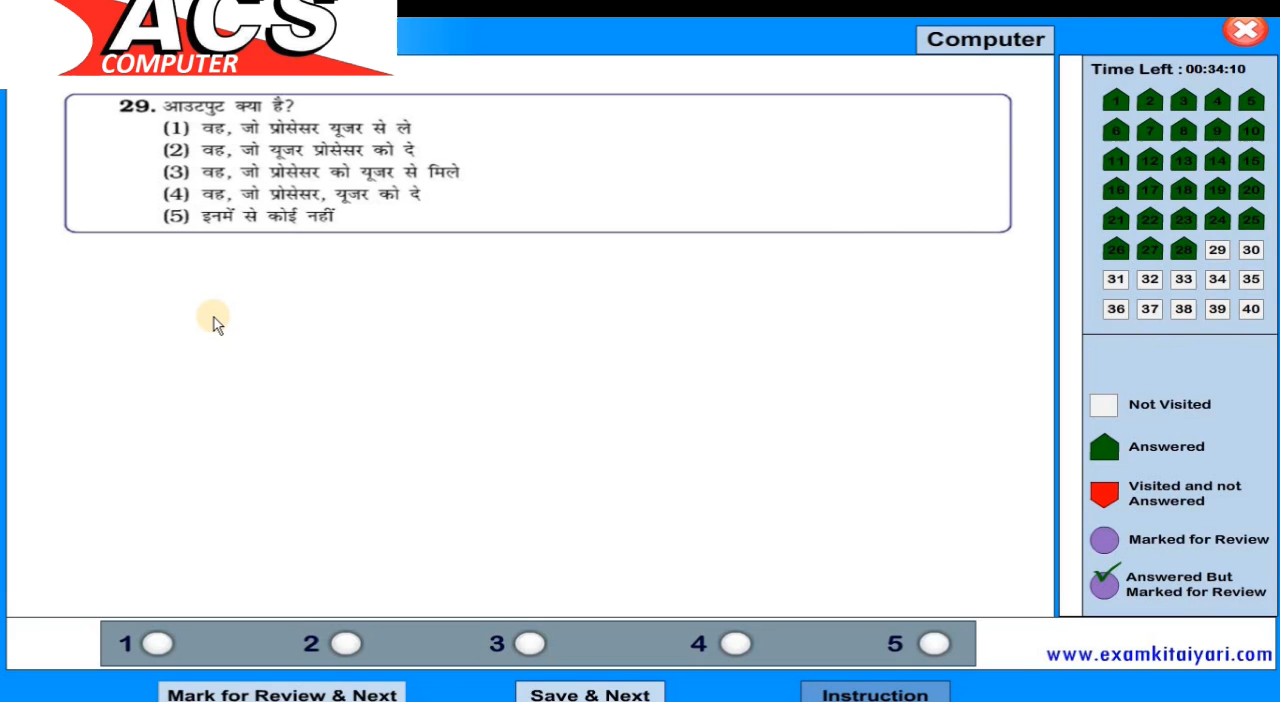 ACS
COMPUTER
Computer
Time Left : 00:34:10
29. आउटपुट क्या है?
(1) वह, जो प्रोसेसर यूजर से ले
(2) वह, जो यूजर प्रोसेसर को दे
(3) वह, जो प्रोसेसर को यूजर से मिले
(4) वह, जो प्रोसेसर, यूजर को दे
(5) इनमें से कोई नहीं
1 2 3 4 5
6 7 8 9 10
11 12 13 14 15
16 17 18 19 20
21 22 23 24 25
26 27 28 29 30
31 32 33 34 35
36 37 38 39 40
Not Visited
Answered
Visited and not
Answered
Marked for Review
Answered But
Marked for Review
1 2 3 4 5
www.examkitaiyari.com
Mark for Review & Next Save & Next Instruction